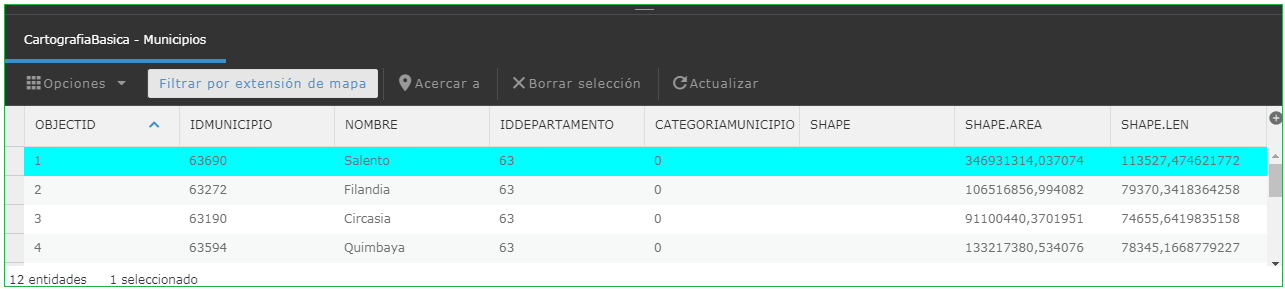 CartografiaBasica - Municipios
Opciones Filtrar por extensión de mapa Acercar a Borrar selección Actualizar
OBJECTID IDMUNICIPIO NOMBRE IDDEPARTAMENTO CATEGORIAMUNICIPIO SHAPE SHAPE.AREA SHAPE.LEN
1 63690 Salento 63 0 346931314,037074 113527,474621772
2 63272 Filandia 63 0 106516856,994082 79370,3418364258
3 63190 Circasia 63 0 91100440,3701951 74655,6419835158
4 63594 Quimbaya 63 0 133217380,534076 78345,1668779227
12 entidades 1 seleccionado